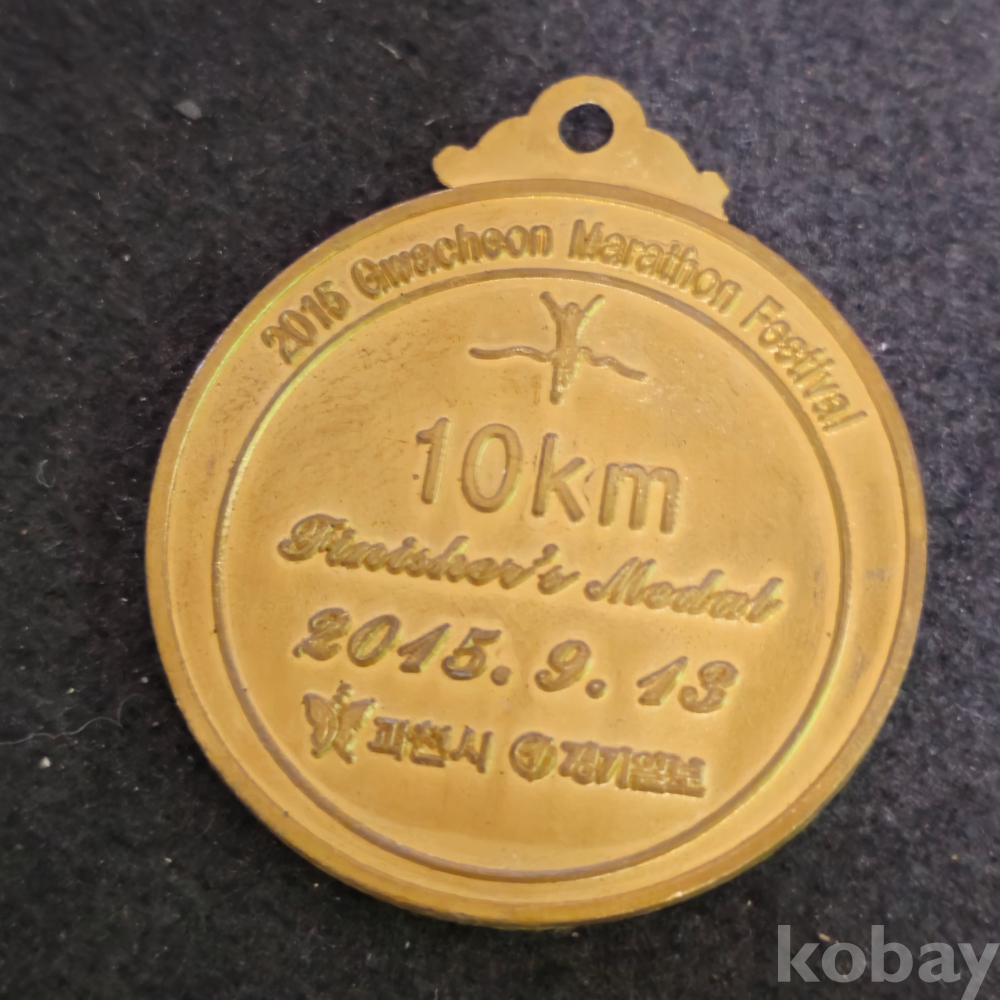 2015 Gwacheon Marathon Festival
10km
Finisher's Medal
2015. 9. 13
과천시 경기일보
kobay